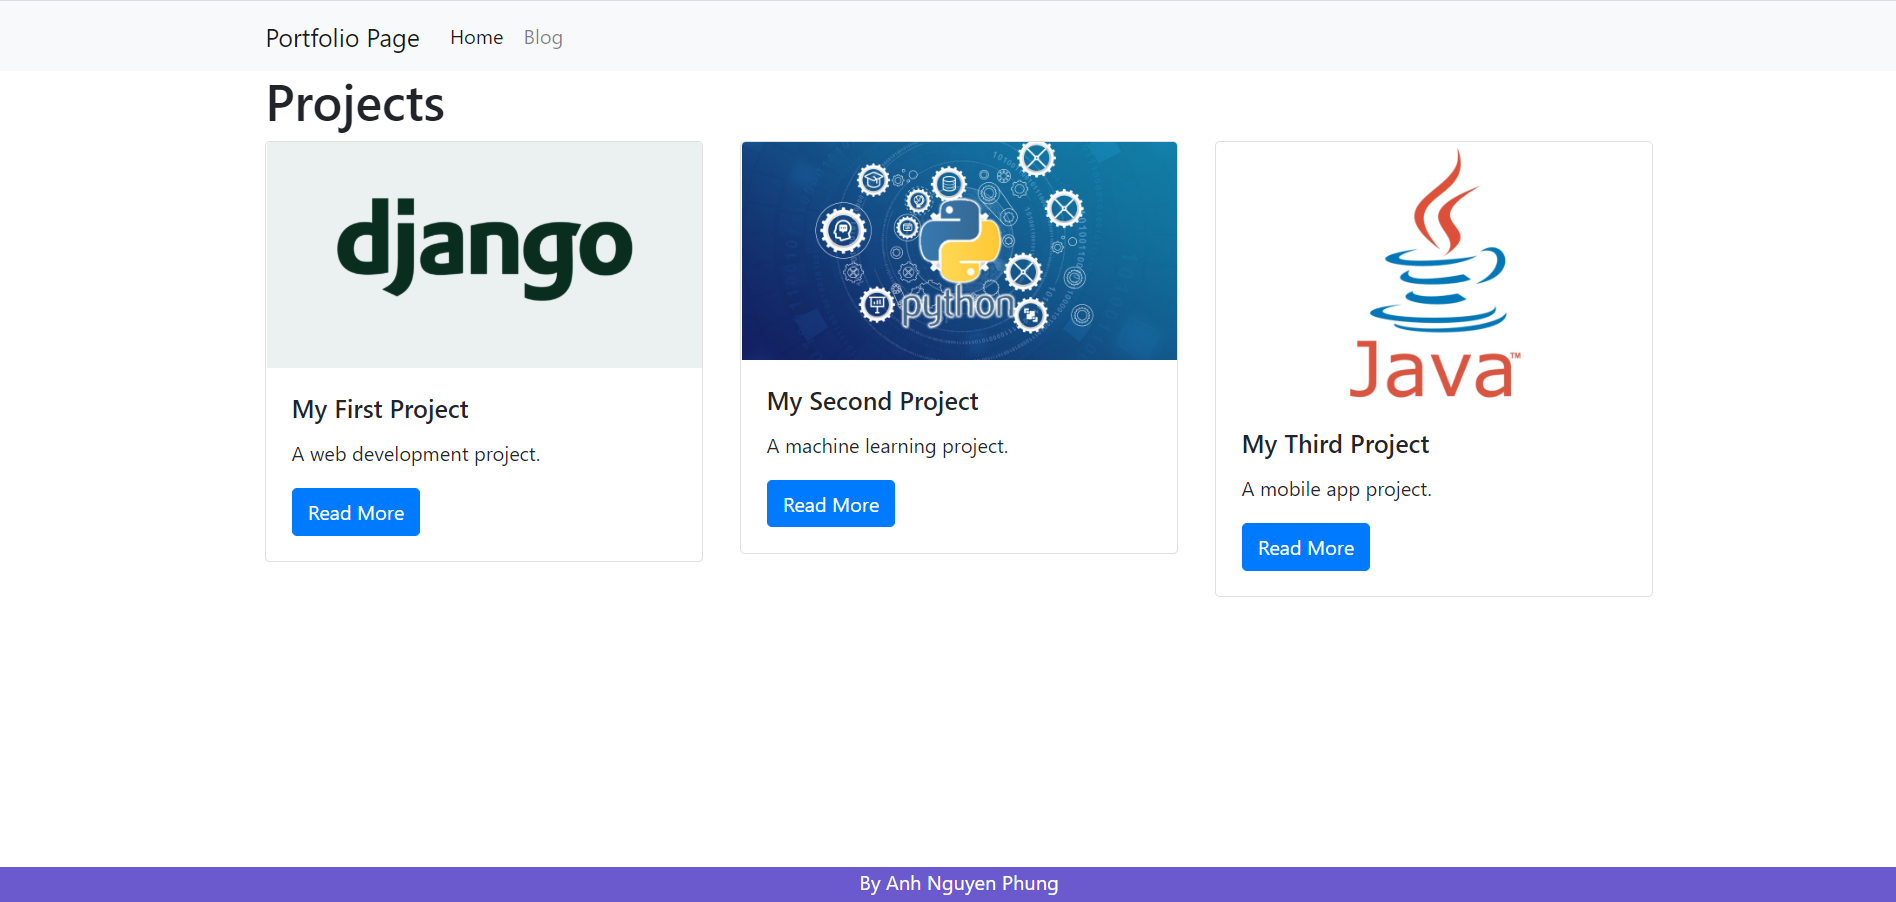 Portfolio Page Home Blog
Projects
django
My First Project
A web development project.
Read More
python
My Second Project
A machine learning project.
Read More
Java™
My Third Project
A mobile app project.
Read More
By Anh Nguyen Phung